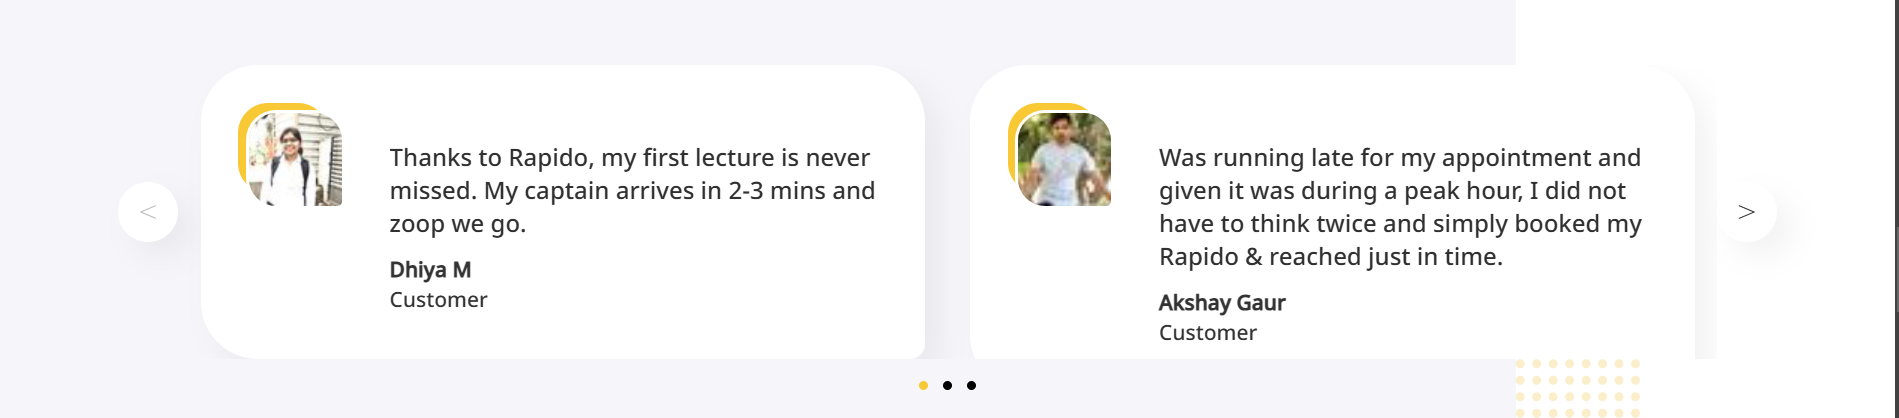 Thanks to Rapido, my first lecture is never
missed. My captain arrives in 2-3 mins and
zoop we go.
Dhiya M
Customer
Was running late for my appointment and
given it was during a peak hour, I did not
have to think twice and simply booked my
Rapido & reached just in time.
Akshay Gaur
Customer
<
>